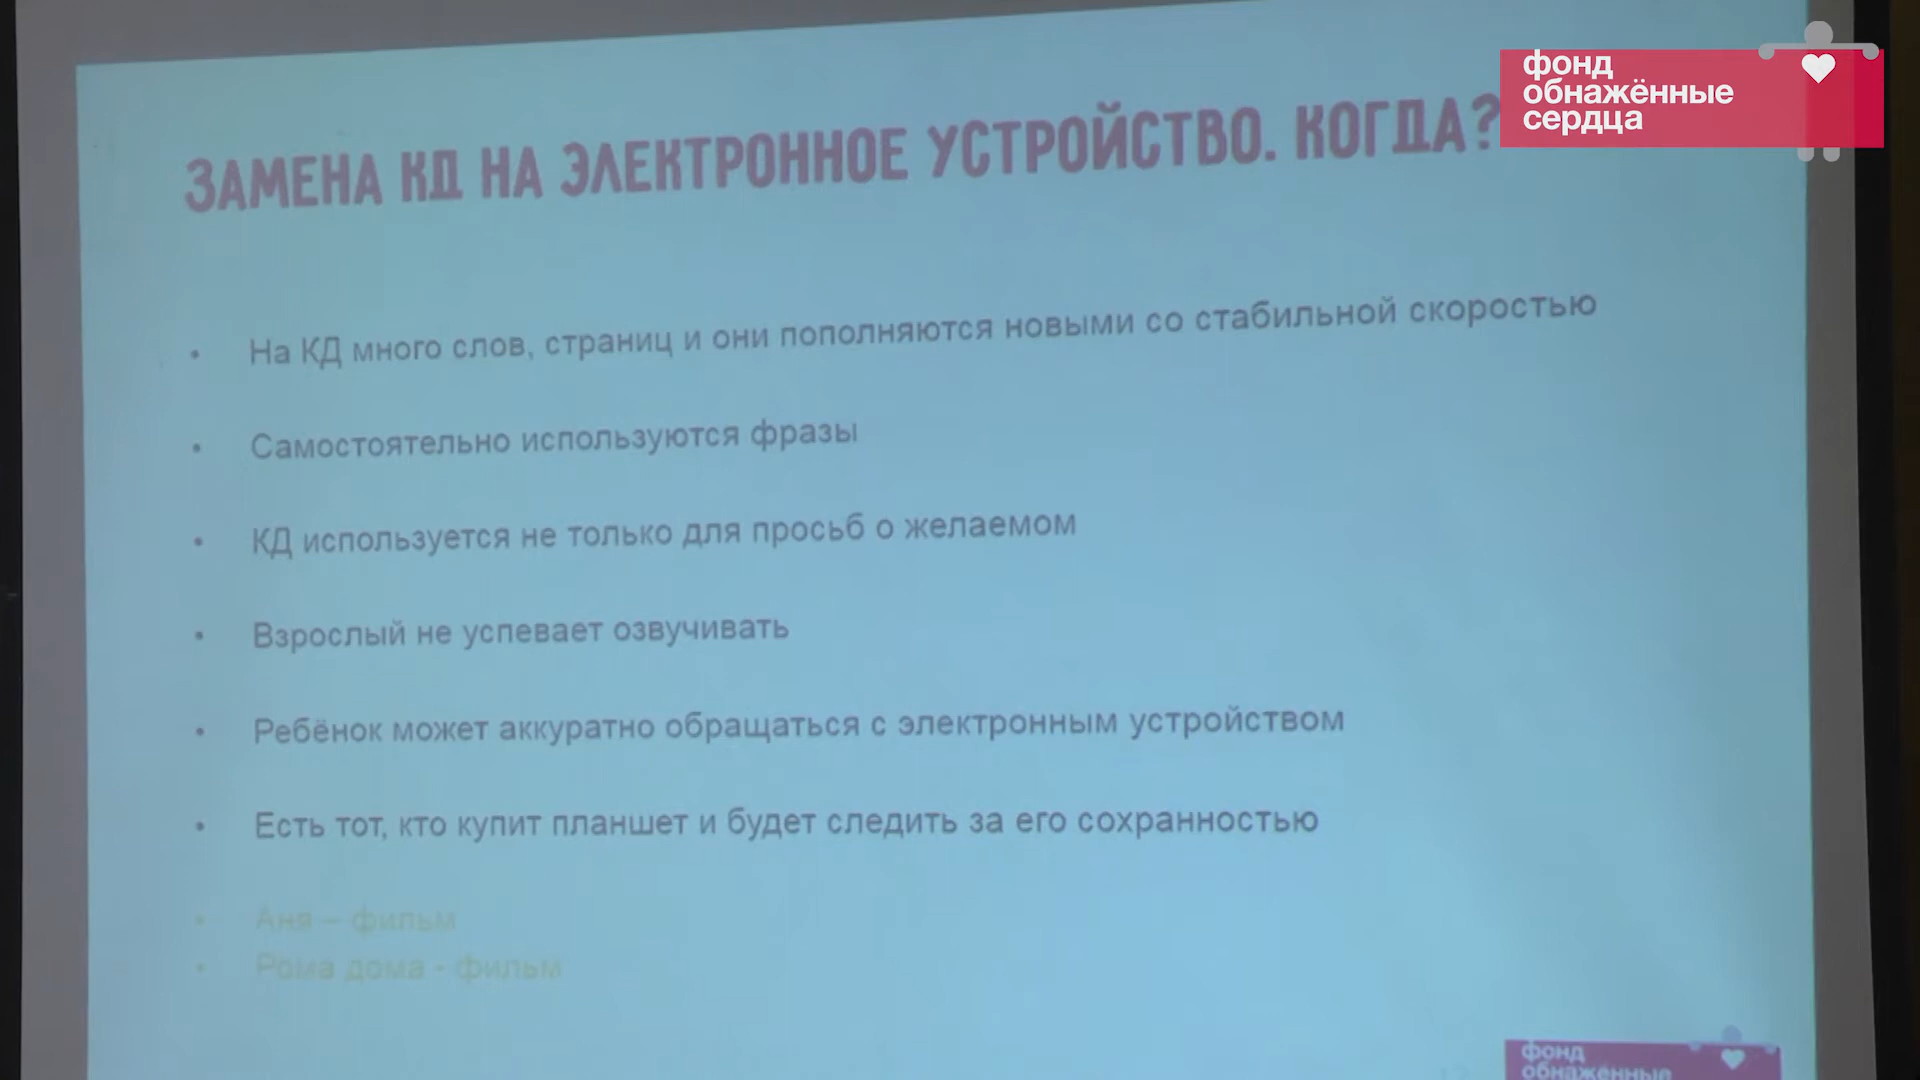 фонд
обнажённые
сердца
ЗАМЕНА КД НА ЭЛЕКТРОННОЕ УСТРОЙСТВО. КОГДА?
• На КД много слов, страниц и они пополняются новыми со стабильной скоростью
• Самостоятельно используются фразы
• КД используется не только для просьб о желаемом
• Взрослый не успевает озвучивать
• Ребёнок может аккуратно обращаться с электронным устройством
• Есть тот, кто купит планшет и будет следить за его сохранностью
• Аня – фильм
• Рома дома - фильм
фонд
обнажённые